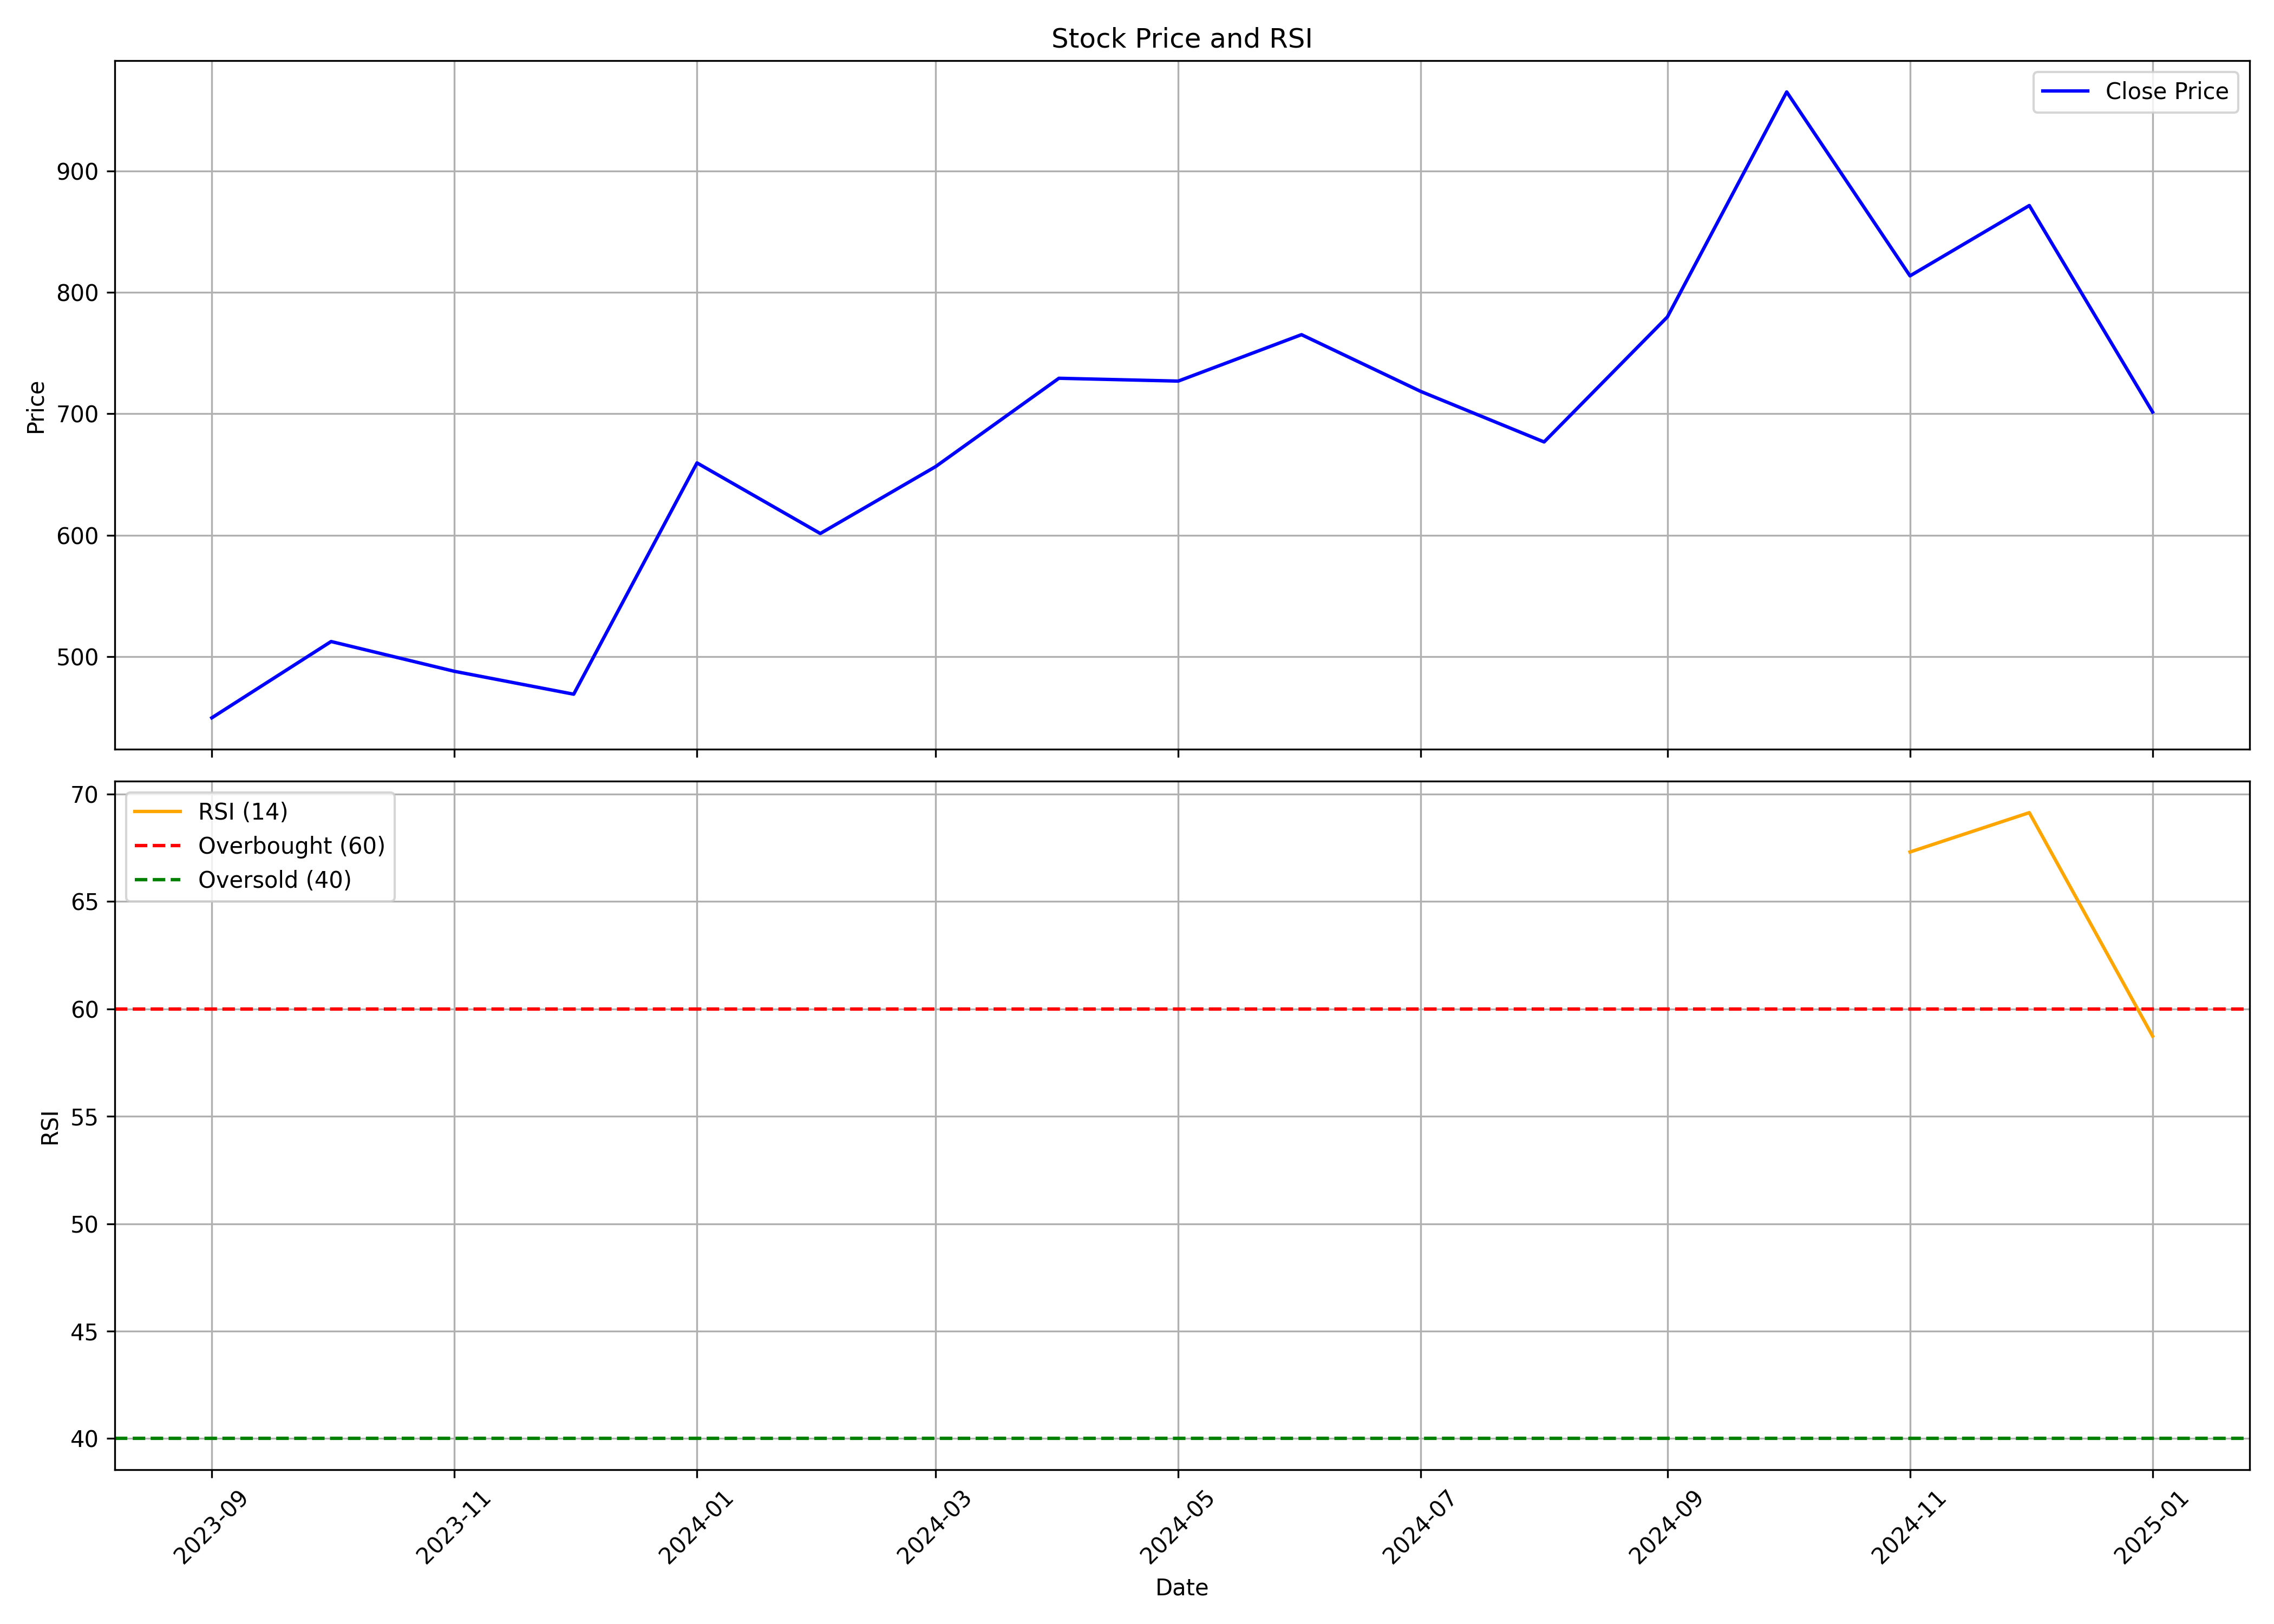 Stock Price and RSI
Close Price
Price
900
800
700
600
500
RSI (14)
Overbought (60)
Oversold (40)
RSI
70
65
60
55
50
45
40
2023-09
2023-11
2024-01
2024-03
2024-05
2024-07
2024-09
2024-11
2025-01
Date